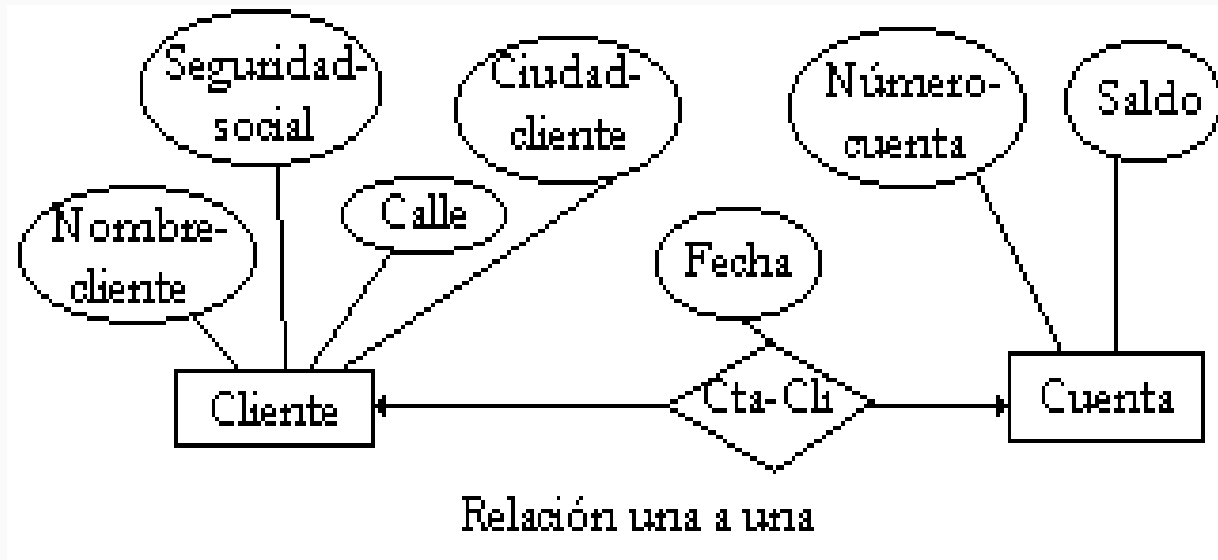 Seguridad-
social
Ciudad-
cliente
Número-
cuenta
Saldo
Nombre-
cliente
Calle
Fecha
Cliente
Cta-Cli
Cuenta
Relación una a una